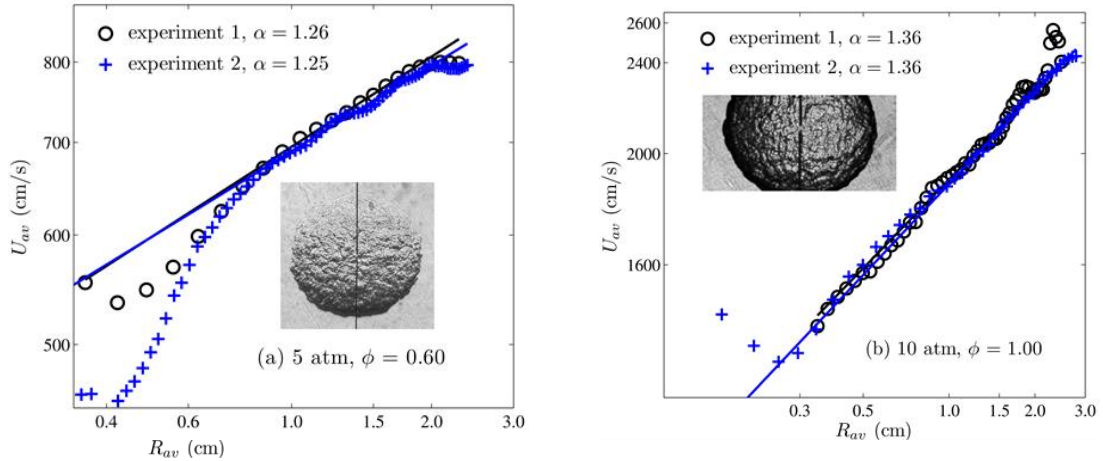 experiment 1, α = 1.26
experiment 2, α = 1.25
800
700
600
500
U_av (cm/s)
(a) 5 atm, ϕ = 0.60
0.4 0.6 1.0 1.5 2.0 3.0
R_av (cm)
experiment 1, α = 1.36
experiment 2, α = 1.36
2600
2400
2000
1600
U_av (cm/s)
(b) 10 atm, ϕ = 1.00
0.3 0.5 1.0 1.5 2.0 3.0
R_av (cm)